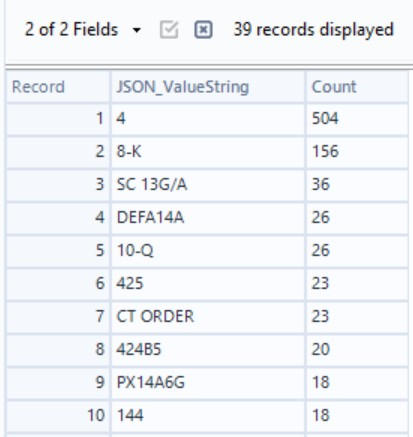 2 of 2 Fields 39 records displayed
Record JSON_ValueString Count
1 4 504
2 8-K 156
3 SC 13G/A 36
4 DEFA14A 26
5 10-Q 26
6 425 23
7 CT ORDER 23
8 424B5 20
9 PX14A6G 18
10 144 18